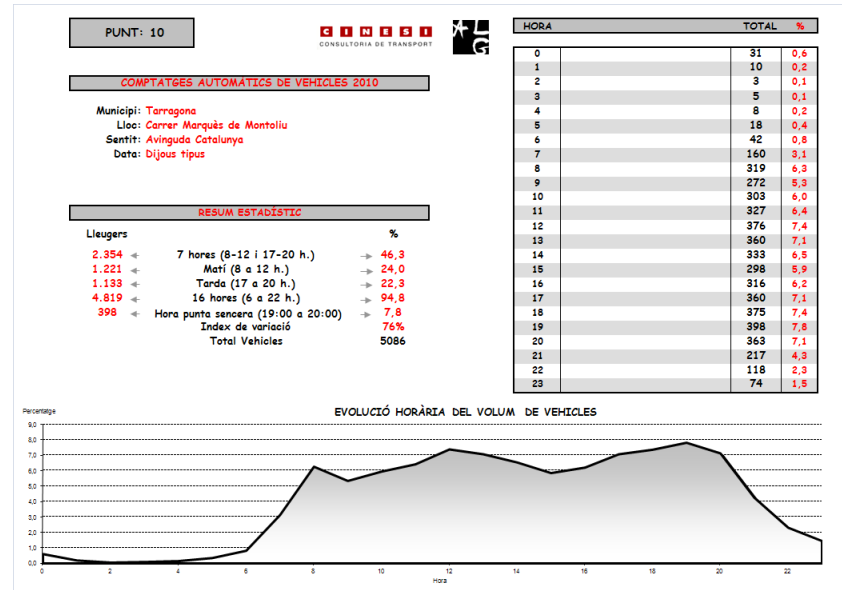 PUNT: 10
CINESI
CONSULTORIA DE TRANSPORT
ALG
COMPTATGES AUTOMÀTICS DE VEHICLES 2010
Municipi: Tarragona
Lloc: Carrer Marquès de Montoliu
Sentit: Avinguda Catalunya
Data: Dijous tipus
RESUM ESTADÍSTIC
Lleugers %
2.354 7 hores (8-12 i 17-20 h.) 46,3
1.221 Matí (8 a 12 h.) 24,0
1.133 Tarda (17 a 20 h.) 22,3
4.819 16 hores (6 a 22 h.) 94,8
398 Hora punta sencera (19:00 a 20:00) 7,8
Index de variació 76%
Total Vehicles 5086
HORA TOTAL %
0 31 0,6
1 10 0,2
2 3 0,1
3 5 0,1
4 8 0,2
5 18 0,4
6 42 0,8
7 160 3,1
8 319 6,3
9 272 5,3
10 303 6,0
11 327 6,4
12 376 7,4
13 360 7,1
14 333 6,5
15 298 5,9
16 316 6,2
17 360 7,1
18 375 7,4
19 398 7,8
20 363 7,1
21 217 4,3
22 118 2,3
23 74 1,5
EVOLUCIÓ HORÀRIA DEL VOLUM DE VEHICLES
Percentatge
9,0
8,0
7,0
6,0
5,0
4,0
3,0
2,0
1,0
0,0
0 2 4 6 8 10 12 14 16 18 20 22
Hora